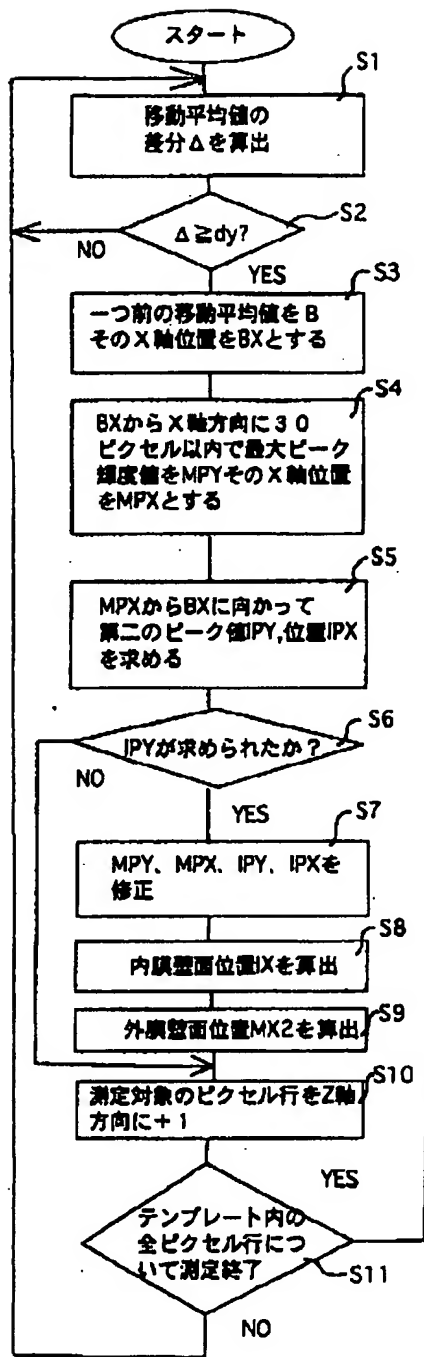 スタート
S1
移動平均値の
差分Δを算出
S2
Δ≧dy?
NO
YES
S3
一つ前の移動平均値をB
そのX軸位置をBXとする
S4
BXからX軸方向に30
ピクセル以内で最大ピーク
輝度値をMPYそのX軸位置
をMPXとする
S5
MPXからBXに向かって
第二のピーク値IPY,位置IPX
を求める
S6
IPYが求められたか？
NO
YES
S7
MPY、MPX、IPY、IPXを
修正
S8
内膜壁面位置IXを算出
S9
外膜壁面位置MX2を算出
S10
測定対象のピクセル行をZ軸
方向に+1
YES
テンプレート内の
全ピクセル行につ
いて測定終了
S11
NO